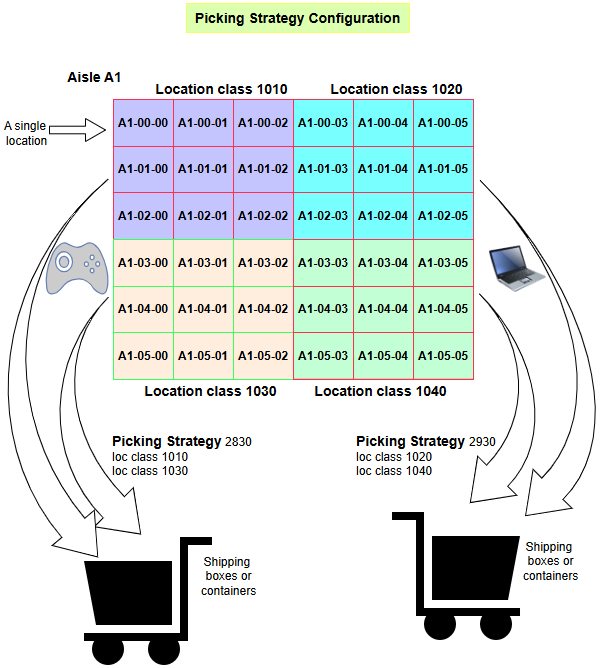 Picking Strategy Configuration
Aisle A1
Location class 1010
Location class 1020
A single
location
A1-00-00 A1-00-01 A1-00-02 A1-00-03 A1-00-04 A1-00-05
A1-01-00 A1-01-01 A1-01-02 A1-01-03 A1-01-04 A1-01-05
A1-02-00 A1-02-01 A1-02-02 A1-02-03 A1-02-04 A1-02-05
A1-03-00 A1-03-01 A1-03-02 A1-03-03 A1-03-04 A1-03-05
A1-04-00 A1-04-01 A1-04-02 A1-04-03 A1-04-04 A1-04-05
A1-05-00 A1-05-01 A1-05-02 A1-05-03 A1-05-04 A1-05-05
Location class 1030
Location class 1040
Picking Strategy 2830
loc class 1010
loc class 1030
Picking Strategy 2930
loc class 1020
loc class 1040
Shipping
boxes or
containers
Shipping
boxes or
containers